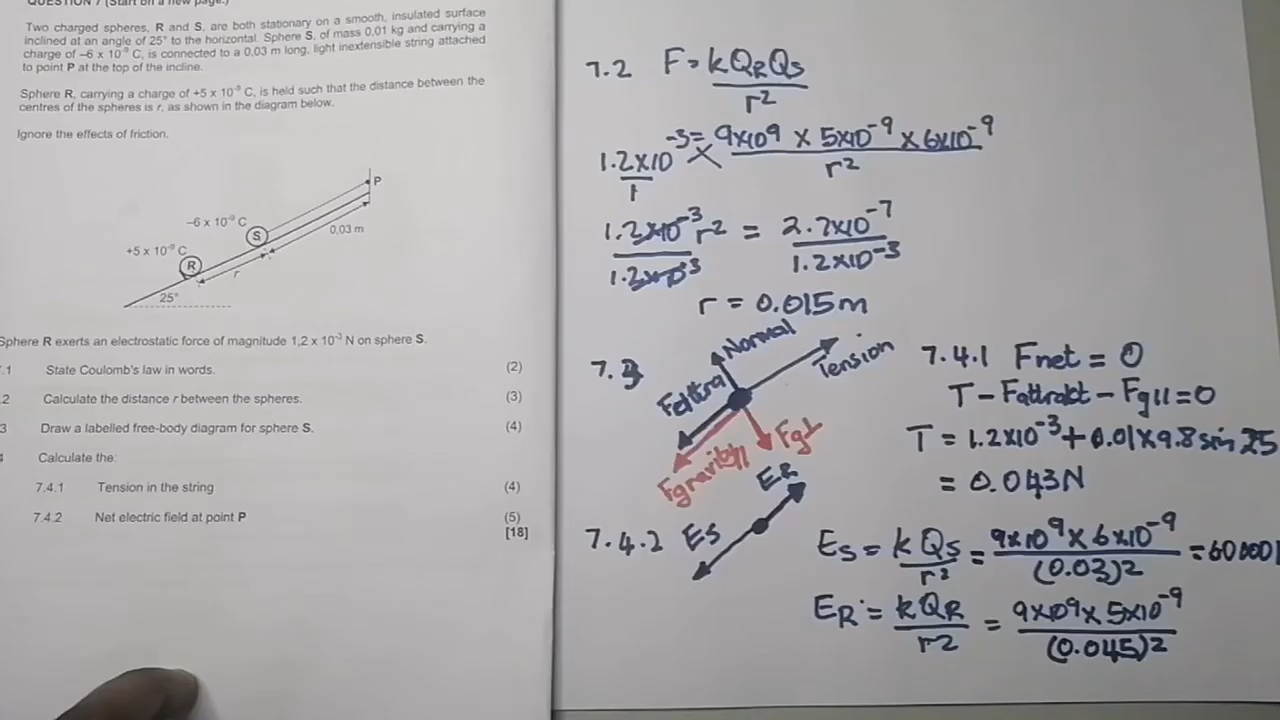 QUESTION 7 (Start on a new page.)
Two charged spheres, R and S, are both stationary on a smooth, insulated surface
inclined at an angle of 25° to the horizontal. Sphere S, of mass 0,01 kg and carrying a
charge of –6 x 10⁻⁹ C, is connected to a 0,03 m long, light inextensible string attached
to point P at the top of the incline.
Sphere R, carrying a charge of +5 x 10⁻⁹ C, is held such that the distance between the
centres of the spheres is r, as shown in the diagram below.
Ignore the effects of friction.
P
–6 x 10⁻⁹ C
S
0,03 m
+5 x 10⁻⁹ C
R
r
25°
Sphere R exerts an electrostatic force of magnitude 1,2 x 10⁻³ N on sphere S.
.1 State Coulomb's law in words. (2)
.2 Calculate the distance r between the spheres. (3)
3 Draw a labelled free-body diagram for sphere S. (4)
Calculate the:
7.4.1 Tension in the string (4)
7.4.2 Net electric field at point P (5)
[18]
7.2 F = kQRQS
r²
1.2x10⁻³ = 9x10⁹ x 5x10⁻⁹ x 6x10⁻⁹
1 r²
1.2x10⁻³ r² = 2.7x10⁻⁷
1.2x10⁻³ 1.2x10⁻³
r = 0.015m
7.3
Normal
Tension
Fg⊥
7.4.1 Fnet = 0
T - Fattrakt - Fg|| = 0
T = 1.2x10⁻³ + 0.01x9.8 sin 25
= 0.043N
7.4.2 ES
ER
ES = kQS = 9x10⁹ x 6x10⁻⁹ = 60000
r² (0.03)²
ER = kQR = 9x10⁹ x 5x10⁻⁹
r² (0.045)²